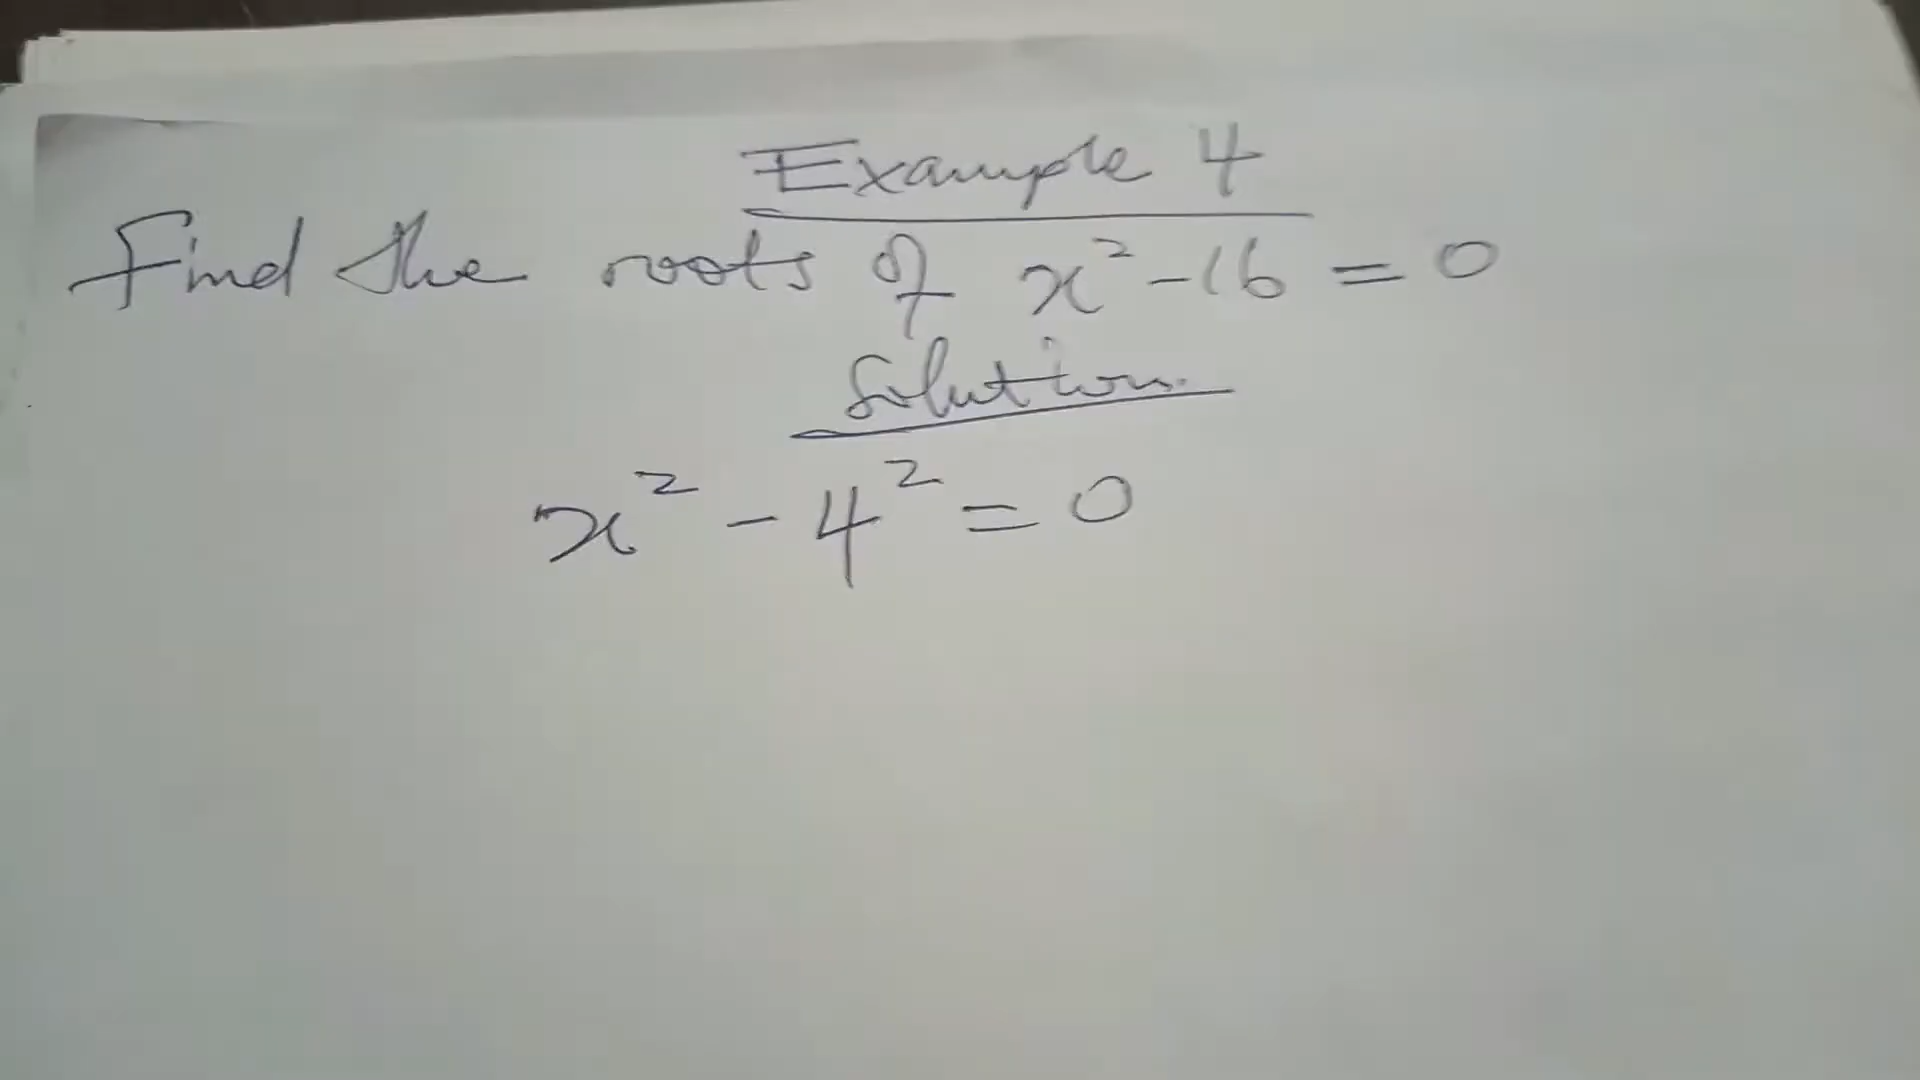 Example 4
Find the roots of x² - 16 = 0
Solution
x² - 4² = 0